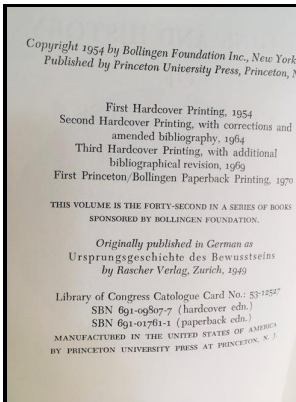 Copyright 1954 by Bollingen Foundation Inc., New York
Published by Princeton University Press, Princeton, N
First Hardcover Printing, 1954
Second Hardcover Printing, with corrections and
amended bibliography, 1964
Third Hardcover Printing, with additional
bibliographical revision, 1969
First Princeton/Bollingen Paperback Printing, 1970
THIS VOLUME IS THE FORTY-SECOND IN A SERIES OF BOOKS
SPONSORED BY BOLLINGEN FOUNDATION.
Originally published in German as
Ursprungsgeschichte des Bewusstseins
by Rascher Verlag, Zurich, 1949
Library of Congress Catologue Card No.: 53-12527
SBN 691-09807-7 (hardcover edn.)
SBN 691-01761-1 (paperback edn.)
MANUFACTURED IN THE UNITED STATES OF AMERICA
BY PRINCETON UNIVERSITY PRESS AT PRINCETON, N. J.